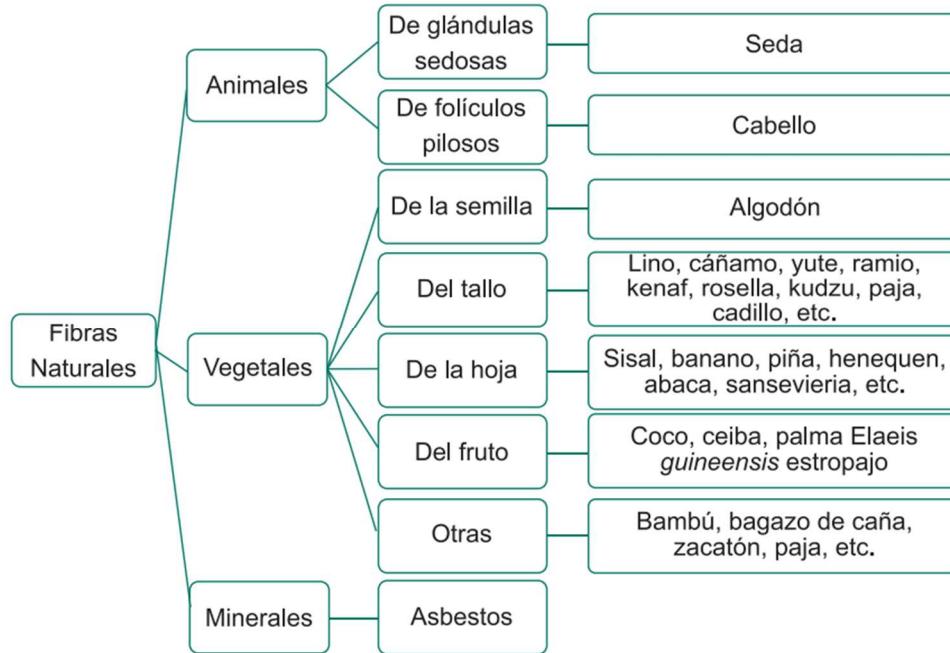 De glándulas
sedosas
Seda
Animales
De folículos
pilosos
Cabello
De la semilla
Algodón
Del tallo
Lino, cáñamo, yute, ramio,
kenaf, rosella, kudzu, paja,
cadillo, etc.
Fibras
Naturales
Vegetales
De la hoja
Sisal, banano, piña, henequen,
abaca, sansevieria, etc.
Del fruto
Coco, ceiba, palma Elaeis
guineensis estropajo
Otras
Bambú, bagazo de caña,
zacatón, paja, etc.
Minerales
Asbestos